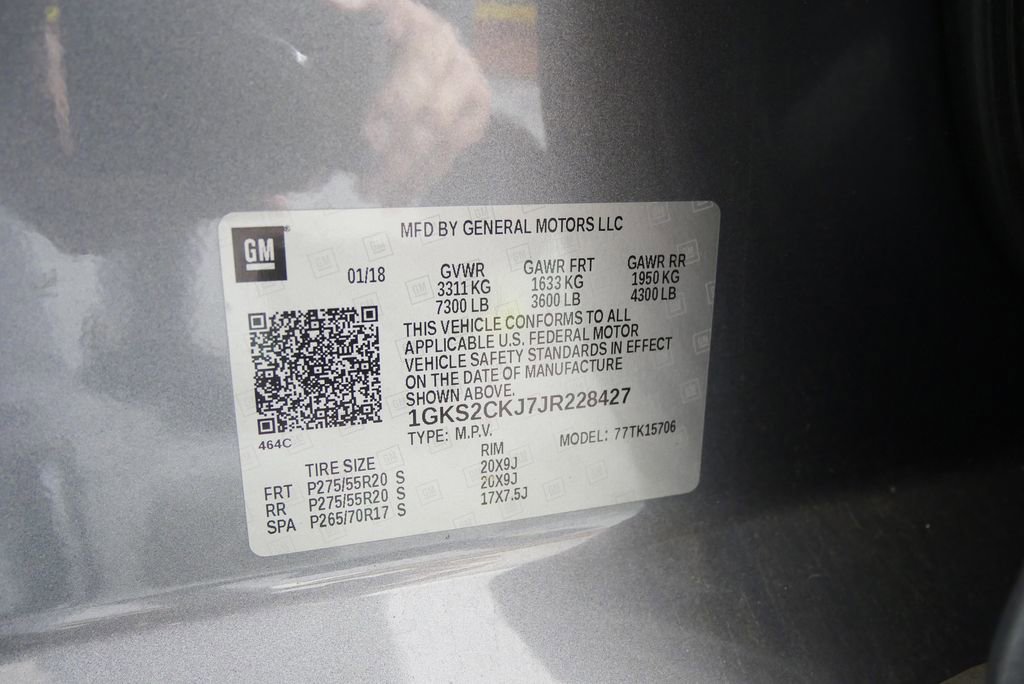 GM
MFD BY GENERAL MOTORS LLC
01/18
GVWR
3311 KG
7300 LB
GAWR FRT
1633 KG
3600 LB
GAWR RR
1950 KG
4300 LB
THIS VEHICLE CONFORMS TO ALL
APPLICABLE U.S. FEDERAL MOTOR
VEHICLE SAFETY STANDARDS IN EFFECT
ON THE DATE OF MANUFACTURE
SHOWN ABOVE.
1GKS2CKJ7JR228427
TYPE: M.P.V. MODEL: 77TK15706
464C
TIRE SIZE RIM
FRT P275/55R20 S 20X9J
RR P275/55R20 S 20X9J
SPA P265/70R17 S 17X7.5J